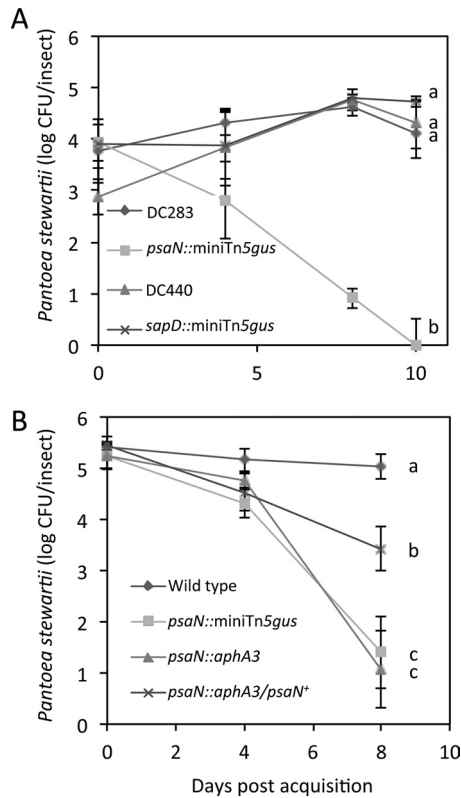 A
Pantoea stewartii (log CFU/insect)
6
5
4
3
2
1
0
a
a
a
b
DC283
psaN::miniTn5gus
DC440
sapD::miniTn5gus
0 5 10
B
Pantoea stewartii (log CFU/insect)
6
5
4
3
2
1
0
a
b
c
c
Wild type
psaN::miniTn5gus
psaN::aphA3
psaN::aphA3/psaN⁺
0 2 4 6 8 10
Days post acquisition